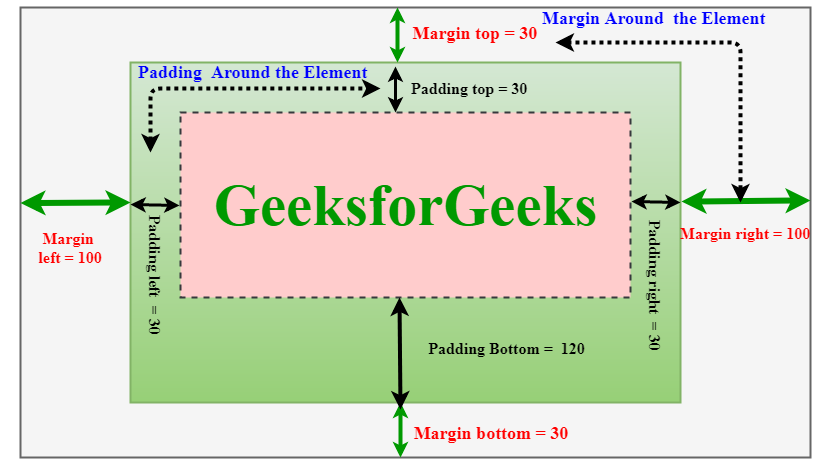 Margin Around the Element
Margin top = 30
Padding Around the Element
Padding top = 30
GeeksforGeeks
Margin
left = 100
Padding left = 30
Padding right = 30
Margin right = 100
Padding Bottom = 120
Margin bottom = 30